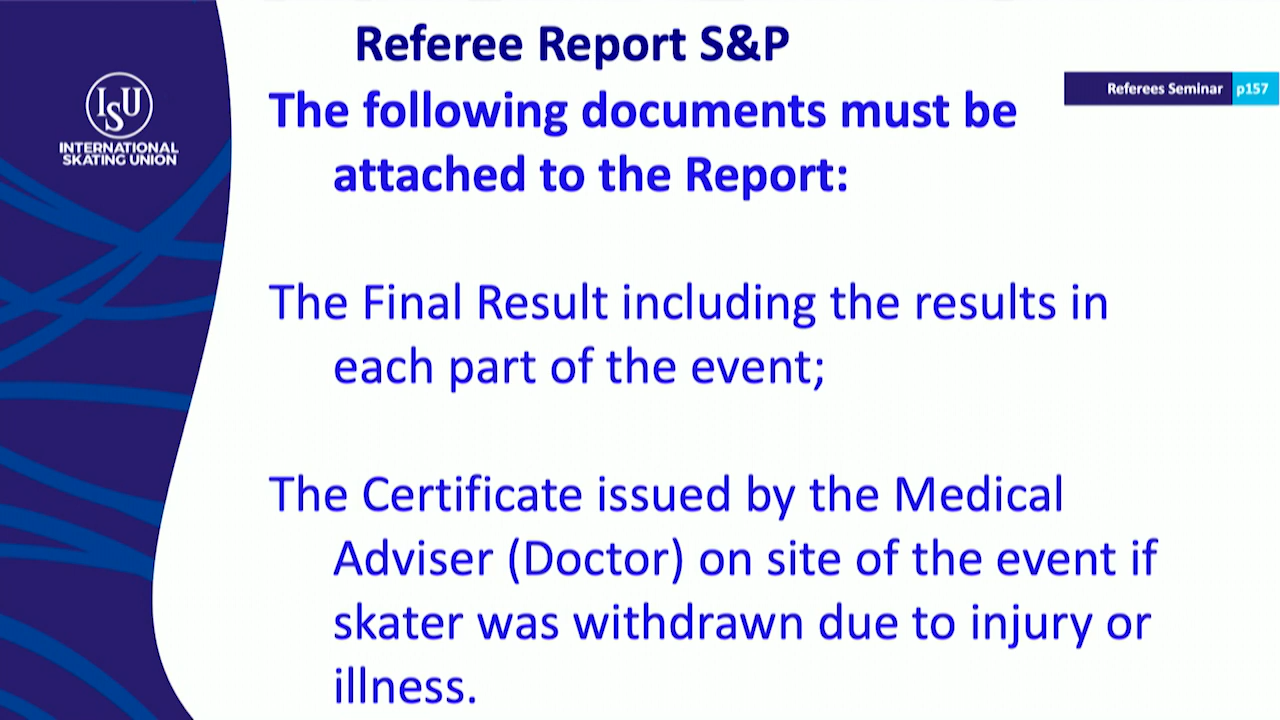 Referee Report S&P
Referees Seminar p157
ISU
INTERNATIONAL
SKATING UNION
The following documents must be
attached to the Report:
The Final Result including the results in
each part of the event;
The Certificate issued by the Medical
Adviser (Doctor) on site of the event if
skater was withdrawn due to injury or
illness.